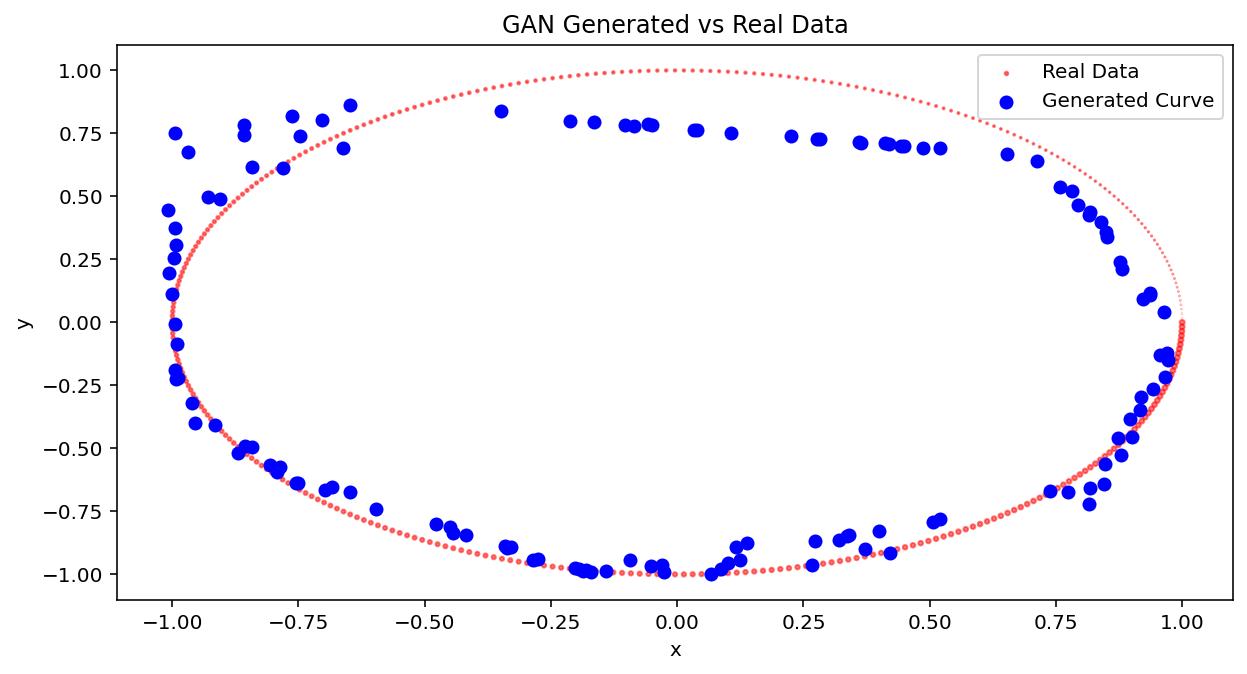 GAN Generated vs Real Data
Real Data
Generated Curve
1.00
0.75
0.50
0.25
0.00
−0.25
−0.50
−0.75
−1.00
y
−1.00 −0.75 −0.50 −0.25 0.00 0.25 0.50 0.75 1.00
x